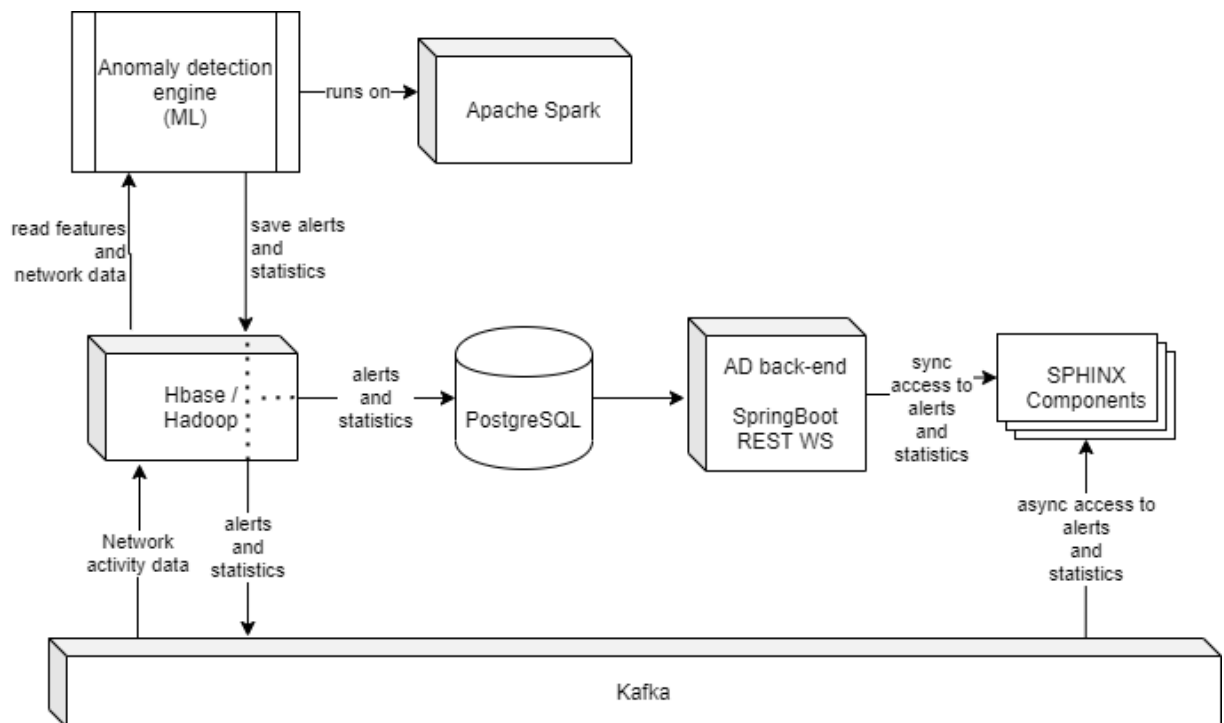 Anomaly detection
engine
(ML)
runs on
Apache Spark
read features
and
network data
save alerts
and
statistics
Hbase /
Hadoop
alerts
and
statistics
PostgreSQL
AD back-end
SpringBoot
REST WS
sync
access to
alerts
and
statistics
SPHINX
Components
Network
activity data
alerts
and
statistics
async access to
alerts
and
statistics
Kafka